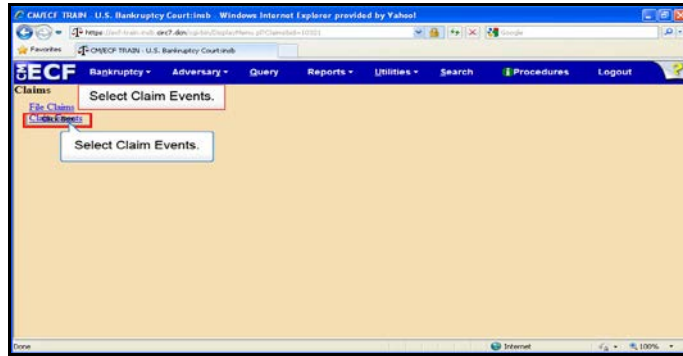 CM/ECF TRAIN - U.S. Bankruptcy Court:insb - Windows Internet Explorer provided by Yahoo!
Google
Favorites CM/ECF TRAIN - U.S. Bankruptcy Court:insb
ECF Bankruptcy Adversary Query Reports Utilities Search Procedures Logout ?
Claims
Select Claim Events.
File Claims
Select Claim Events.
Done Internet 100%